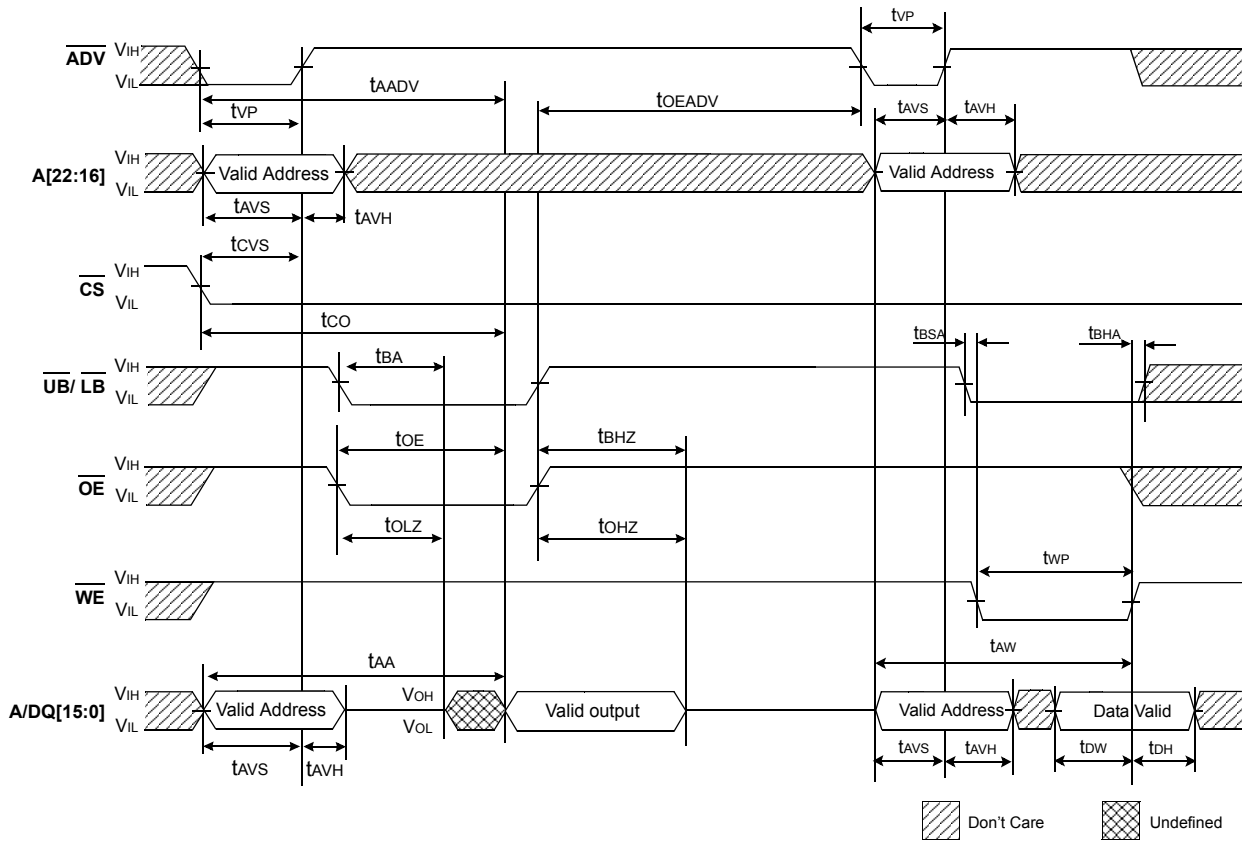 tVP
ADV VIH
VIL
tAADV
tVP
tOEADV
tAVS tAVH
A[22:16] VIH
VIL
Valid Address
Valid Address
tAVS tAVH
tCVS
CS VIH
VIL
tCO
tBSA
tBHA
tBA
UB/ LB VIH
VIL
tOE
tBHZ
OE VIH
VIL
tOLZ
tOHZ
tWP
WE VIH
VIL
tAA
tAW
A/DQ[15:0] VIH
VIL
Valid Address
VOH
VOL
Valid output
Valid Address
Data Valid
tAVS tAVH
tAVS tAVH
tDW tDH
Don't Care
Undefined